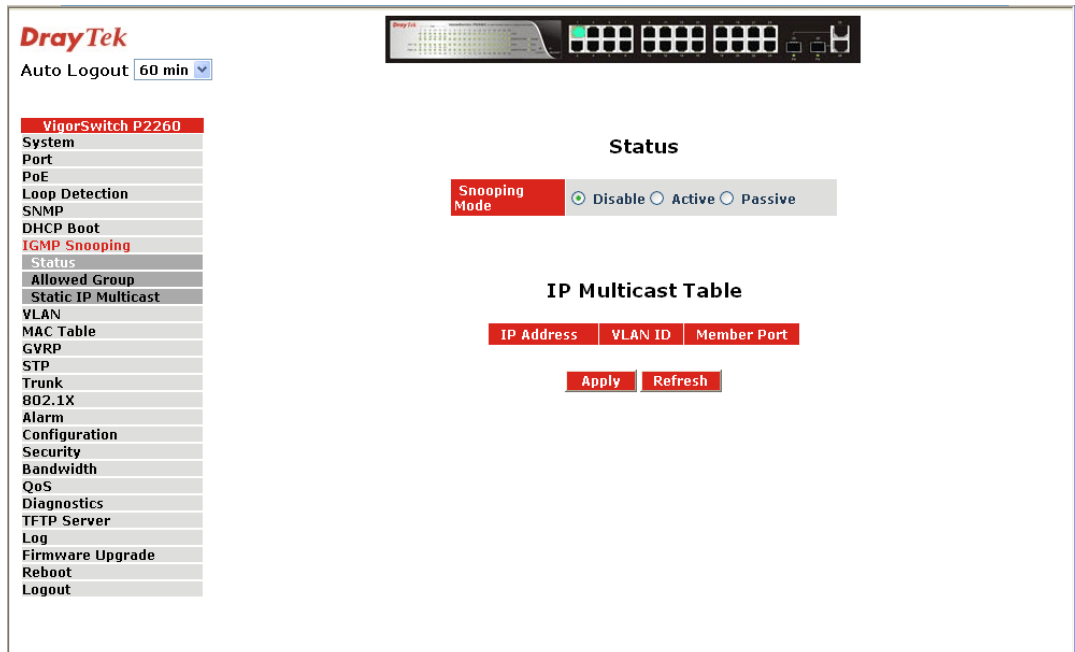 DrayTek
Dray Tek
Auto Logout 60 min
VigorSwitch P2260
System
Port
PoE
Loop Detection
SNMP
DHCP Boot
IGMP Snooping
Status
Allowed Group
Static IP Multicast
VLAN
MAC Table
GVRP
STP
Trunk
802.1X
Alarm
Configuration
Security
Bandwidth
QoS
Diagnostics
TFTP Server
Log
Firmware Upgrade
Reboot
Logout
Status
Snooping Mode
Disable Active Passive
IP Multicast Table
IP Address VLAN ID Member Port
Apply Refresh